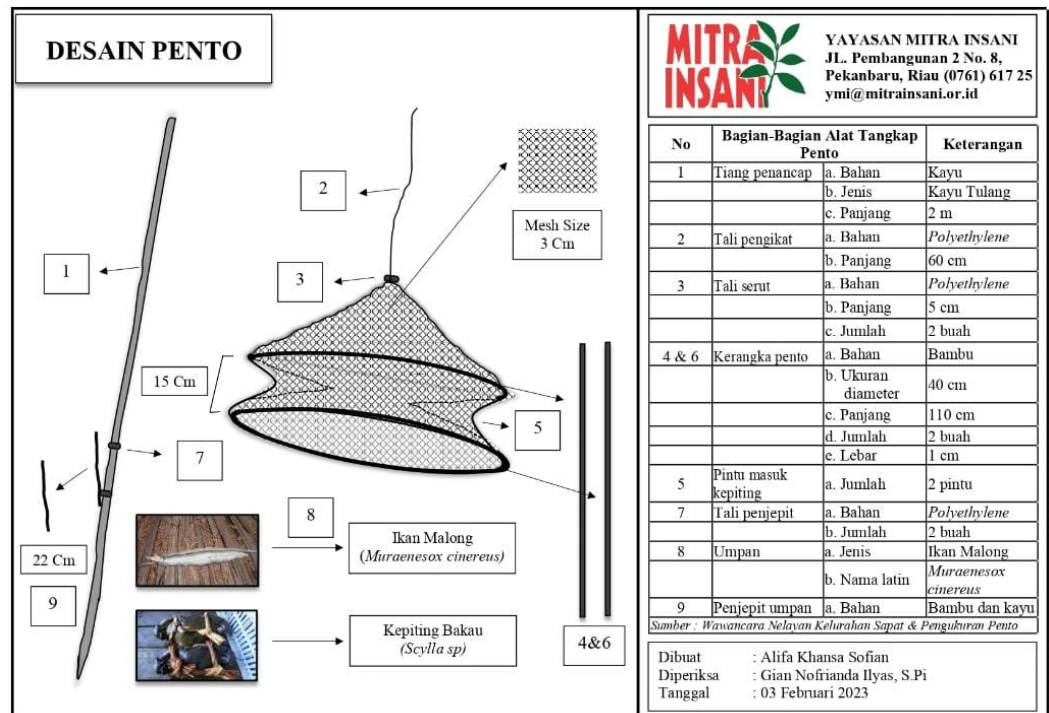 DESAIN PENTO
2
Mesh Size
3 Cm
1
3
15 Cm
5
7
22 Cm
9
8
Ikan Malong
(Muraenesox cinereus)
Kepiting Bakau
(Scylla sp)
4&6
MITRA
INSANI
YAYASAN MITRA INSANI
JL. Pembangunan 2 No. 8,
Pekanbaru, Riau (0761) 617 25
ymi@mitrainsani.or.id
No Bagian-Bagian Alat Tangkap Pento Keterangan
1 Tiang penancap a. Bahan Kayu
b. Jenis Kayu Tulang
c. Panjang 2 m
2 Tali pengikat a. Bahan Polyethylene
b. Panjang 60 cm
3 Tali serut a. Bahan Polyethylene
b. Panjang 5 cm
c. Jumlah 2 buah
4 & 6 Kerangka pento a. Bahan Bambu
b. Ukuran diameter 40 cm
c. Panjang 110 cm
d. Jumlah 2 buah
e. Lebar 1 cm
5 Pintu masuk kepiting a. Jumlah 2 pintu
7 Tali penjepit a. Bahan Polyethylene
b. Jumlah 2 buah
8 Umpan a. Jenis Ikan Malong
b. Nama latin Muraenesox cinereus
9 Penjepit umpan a. Bahan Bambu dan kayu
Sumber : Wawancara Nelayan Kelurahan Sapat & Pengukuran Pento
Dibuat : Alifa Khansa Sofian
Diperiksa : Gian Nofrianda Ilyas, S.Pi
Tanggal : 03 Februari 2023